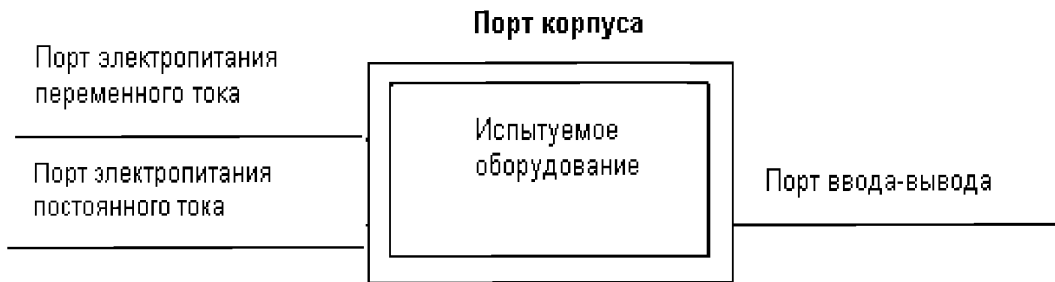 Порт корпуса
Порт электропитания
переменного тока
Испытуемое
оборудование
Порт электропитания
постоянного тока
Порт ввода-вывода